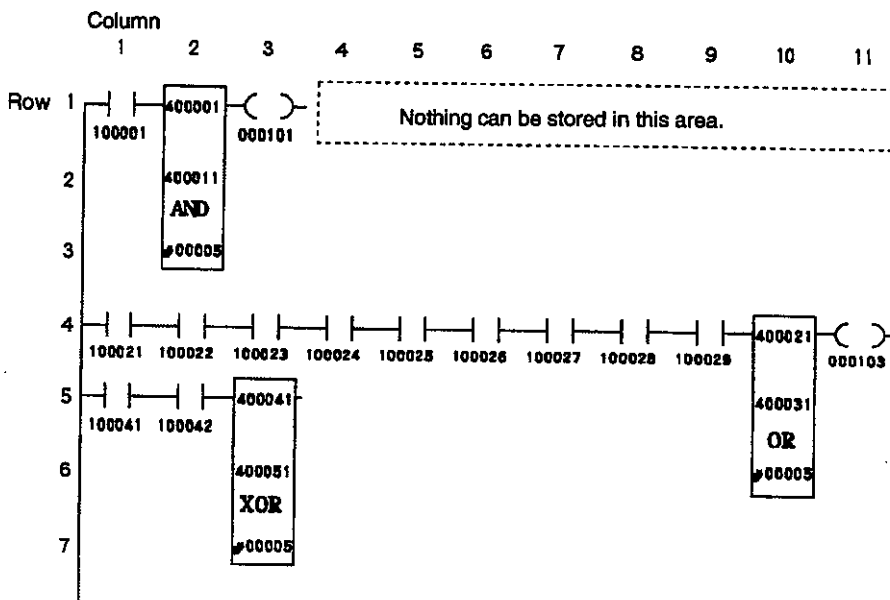 Column
1 2 3 4 5 6 7 8 9 10 11
Row 1 400001 Nothing can be stored in this area.
100001 000101
2 400011
AND
3 #00005
4 400021
100021 100022 100023 100024 100025 100026 100027 100028 100029 000103
5 400041 400031
100041 100042 OR
6 400051 #00005
XOR
7 #00005